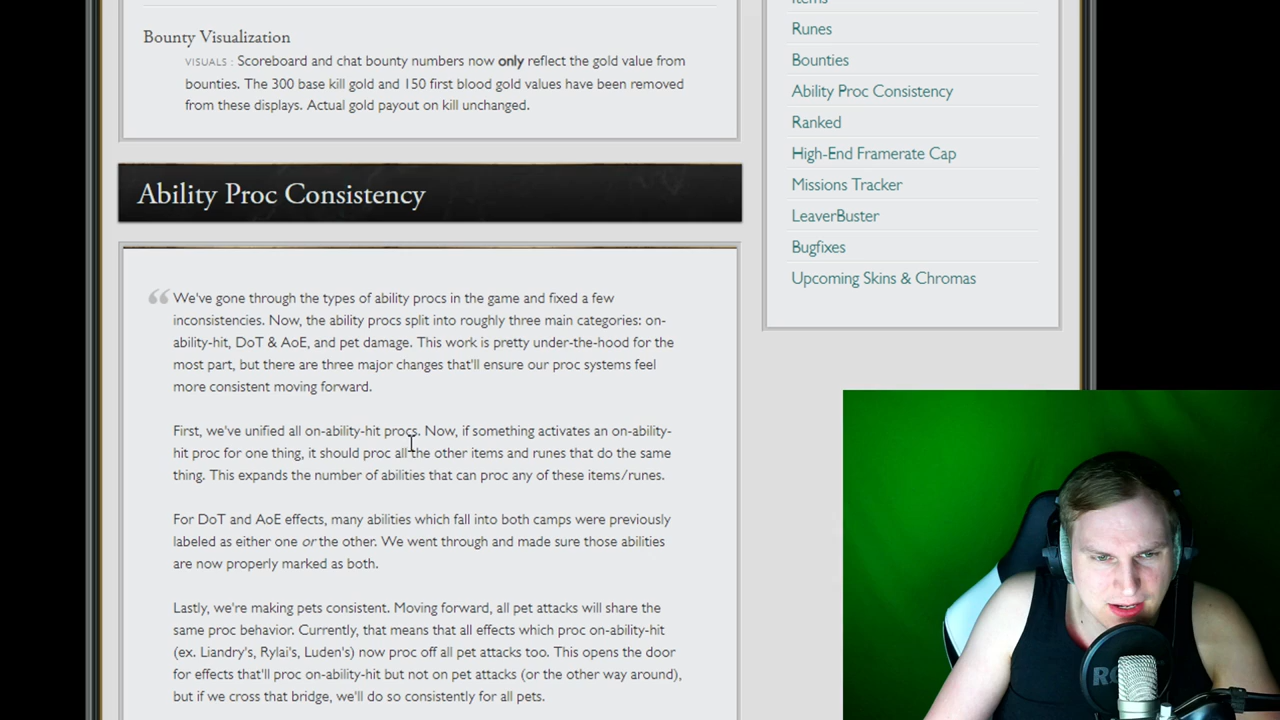 Items
Runes
Bounties
Ability Proc Consistency
Ranked
High-End Framerate Cap
Missions Tracker
LeaverBuster
Bugfixes
Upcoming Skins & Chromas
Bounty Visualization
VISUALS : Scoreboard and chat bounty numbers now only reflect the gold value from
bounties. The 300 base kill gold and 150 first blood gold values have been removed
from these displays. Actual gold payout on kill unchanged.
Ability Proc Consistency
We've gone through the types of ability procs in the game and fixed a few
inconsistencies. Now, the ability procs split into roughly three main categories: on-
ability-hit, DoT & AoE, and pet damage. This work is pretty under-the-hood for the
most part, but there are three major changes that'll ensure our proc systems feel
more consistent moving forward.
First, we've unified all on-ability-hit procs. Now, if something activates an on-ability-
hit proc for one thing, it should proc all the other items and runes that do the same
thing. This expands the number of abilities that can proc any of these items/runes.
For DoT and AoE effects, many abilities which fall into both camps were previously
labeled as either one or the other. We went through and made sure those abilities
are now properly marked as both.
Lastly, we're making pets consistent. Moving forward, all pet attacks will share the
same proc behavior. Currently, that means that all effects which proc on-ability-hit
(ex. Liandry's, Rylai's, Luden's) now proc off all pet attacks too. This opens the door
for effects that'll proc on-ability-hit but not on pet attacks (or the other way around),
but if we cross that bridge, we'll do so consistently for all pets.